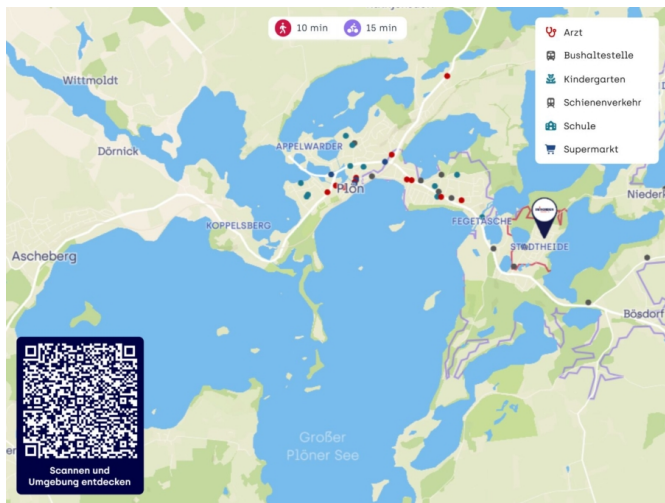 10 min
15 min
Arzt
Bushaltestelle
Kindergarten
Schienenverkehr
Schule
Supermarkt
Wittmoldt
APPELWARDER
Dörnick
Plön
KOPPELSBERG
FEGETASCHE
STADTHEIDE
Ascheberg
Bösdorf
Großer
Plöner See
Scannen und
Umgebung entdecken